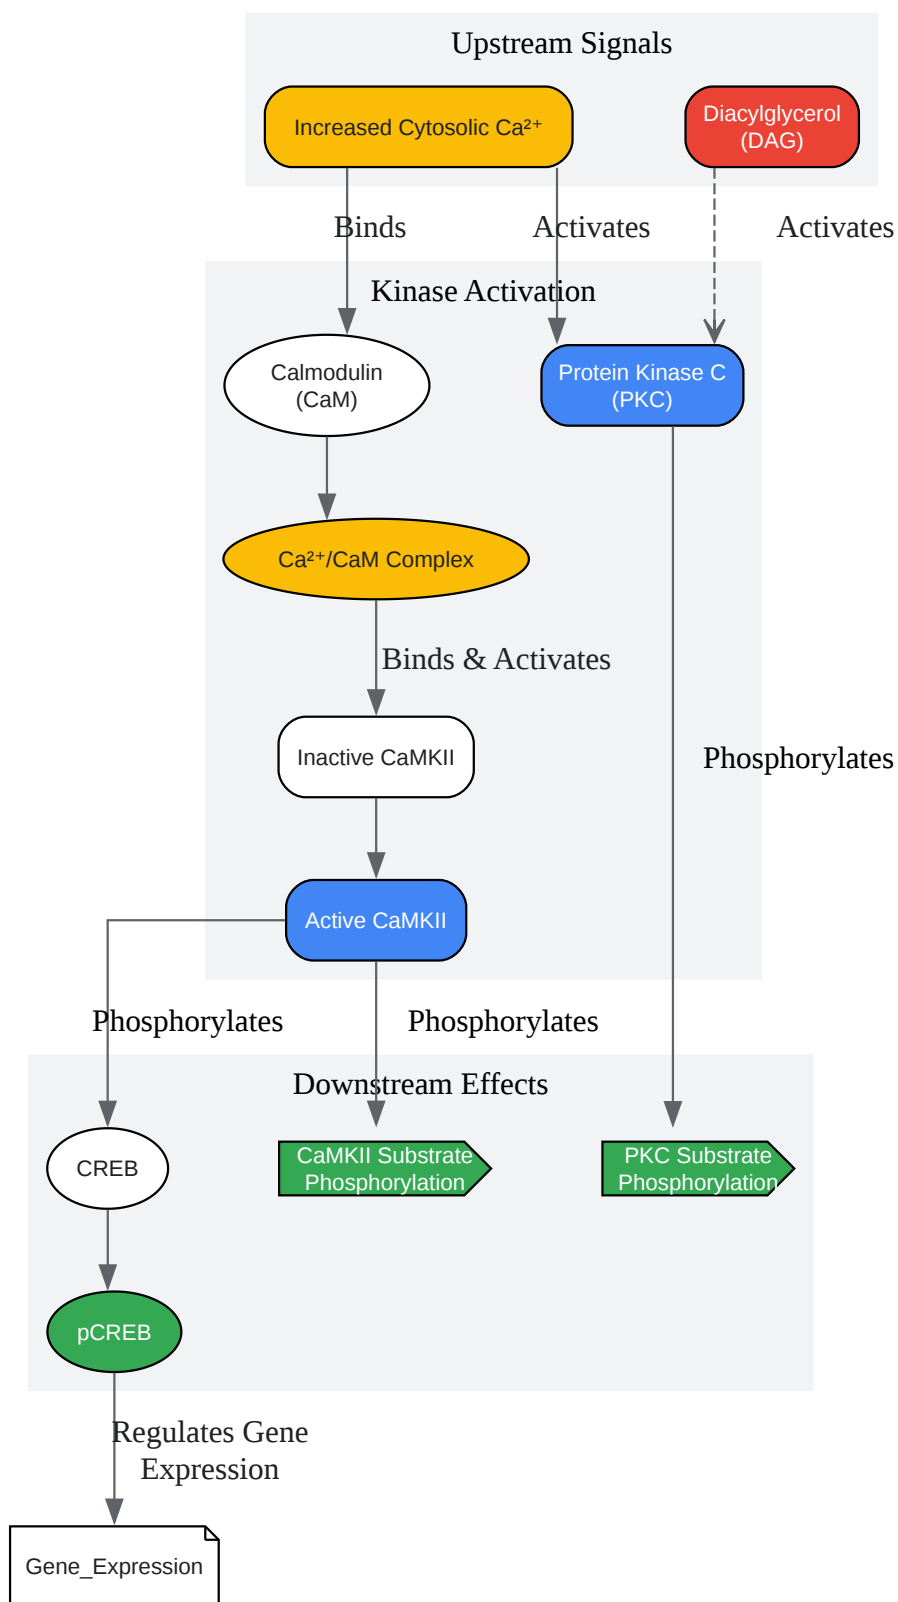 Upstream Signals
Increased Cytosolic Ca²⁺
Diacylglycerol
(DAG)
Binds
Activates
Activates
Kinase Activation
Calmodulin
(CaM)
Protein Kinase C
(PKC)
Ca²⁺/CaM Complex
Binds & Activates
Inactive CaMKII
Phosphorylates
Active CaMKII
Phosphorylates
Phosphorylates
Downstream Effects
CREB
CaMKII Substrate
Phosphorylation
PKC Substrate
Phosphorylation
pCREB
Regulates Gene
Expression
Gene_Expression